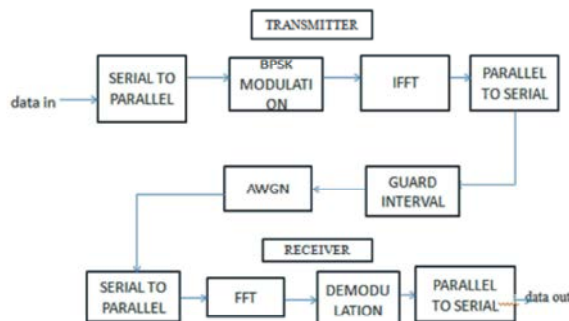 TRANSMITTER
data in
SERIAL TO
PARALLEL
BPSK
MODULATI
ON
IFFT
PARALLEL
TO SERIAL
AWGN
GUARD
INTERVAL
RECEIVER
SERIAL TO
PARALLEL
FFT
DEMODU
LATION
PARALLEL
TO SERIAL
data out